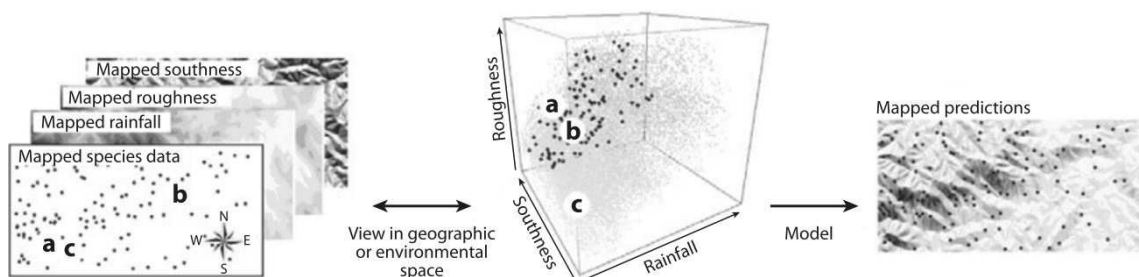 Mapped southness
Mapped roughness
Mapped rainfall
Mapped species data
b
a
c
N
W
E
S
View in geographic
or environmental
space
Roughness
a
b
c
Southness
Rainfall
Model
Mapped predictions